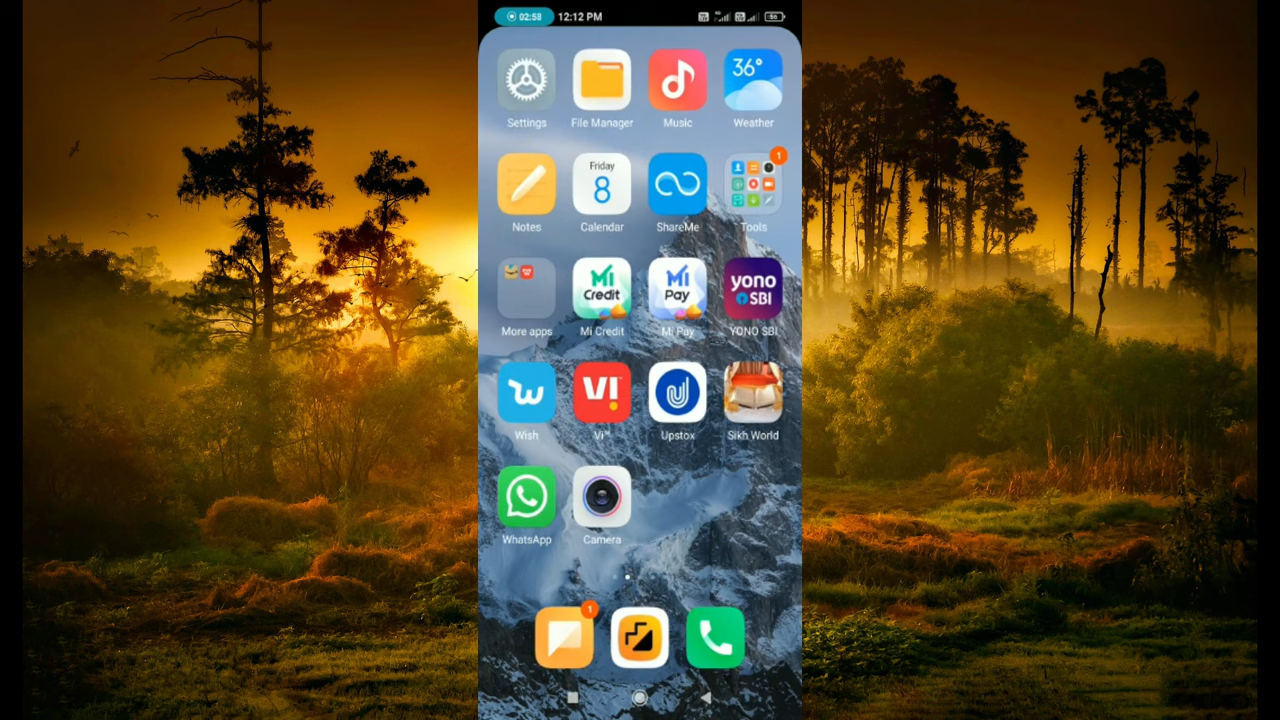 02:58 12:12 PM 56
36°
Settings File Manager Music Weather
Friday
8
1
Notes Calendar ShareMe Tools
Mi Credit Mi Pay yono SBI
More apps Mi Credit Mi Pay YONO SBI
VI
Wish Vi™ Upstox Sikh World
WhatsApp Camera
1